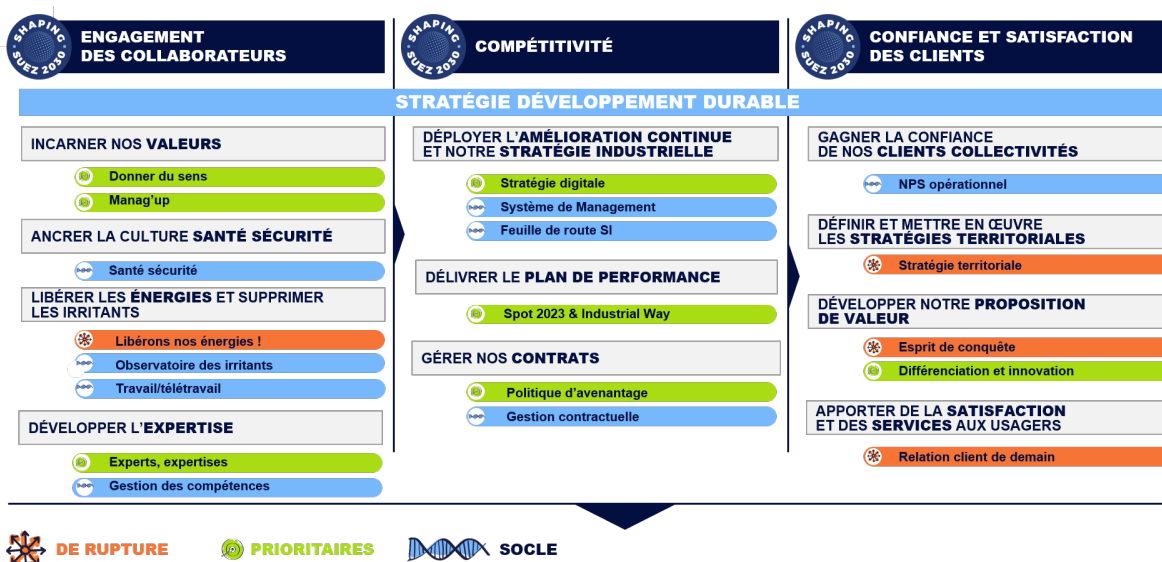 SHAPING SUEZ 2030
ENGAGEMENT
DES COLLABORATEURS
SHAPING SUEZ 2030
COMPÉTITIVITÉ
SHAPING SUEZ 2030
CONFIANCE ET SATISFACTION
DES CLIENTS
STRATÉGIE DÉVELOPPEMENT DURABLE
INCARNER NOS VALEURS
Donner du sens
Manag'up
ANCRER LA CULTURE SANTÉ SÉCURITÉ
Santé sécurité
LIBÉRER LES ÉNERGIES ET SUPPRIMER
LES IRRITANTS
Libérons nos énergies !
Observatoire des irritants
Travail/télétravail
DÉVELOPPER L'EXPERTISE
Experts, expertises
Gestion des compétences
DÉPLOYER L'AMÉLIORATION CONTINUE
ET NOTRE STRATÉGIE INDUSTRIELLE
Stratégie digitale
Système de Management
Feuille de route SI
DÉLIVRER LE PLAN DE PERFORMANCE
Spot 2023 & Industrial Way
GÉRER NOS CONTRATS
Politique d'avenantage
Gestion contractuelle
GAGNER LA CONFIANCE
DE NOS CLIENTS COLLECTIVITÉS
NPS opérationnel
DÉFINIR ET METTRE EN ŒUVRE
LES STRATÉGIES TERRITORIALES
Stratégie territoriale
DÉVELOPPER NOTRE PROPOSITION
DE VALEUR
Esprit de conquête
Différenciation et innovation
APPORTER DE LA SATISFACTION
ET DES SERVICES AUX USAGERS
Relation client de demain
DE RUPTURE
PRIORITAIRES
SOCLE